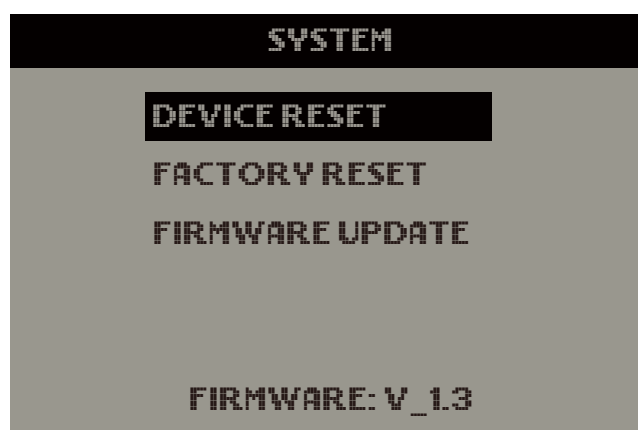 SYSTEM
DEVICE RESET
FACTORY RESET
FIRMWARE UPDATE
FIRMWARE: V_1.3